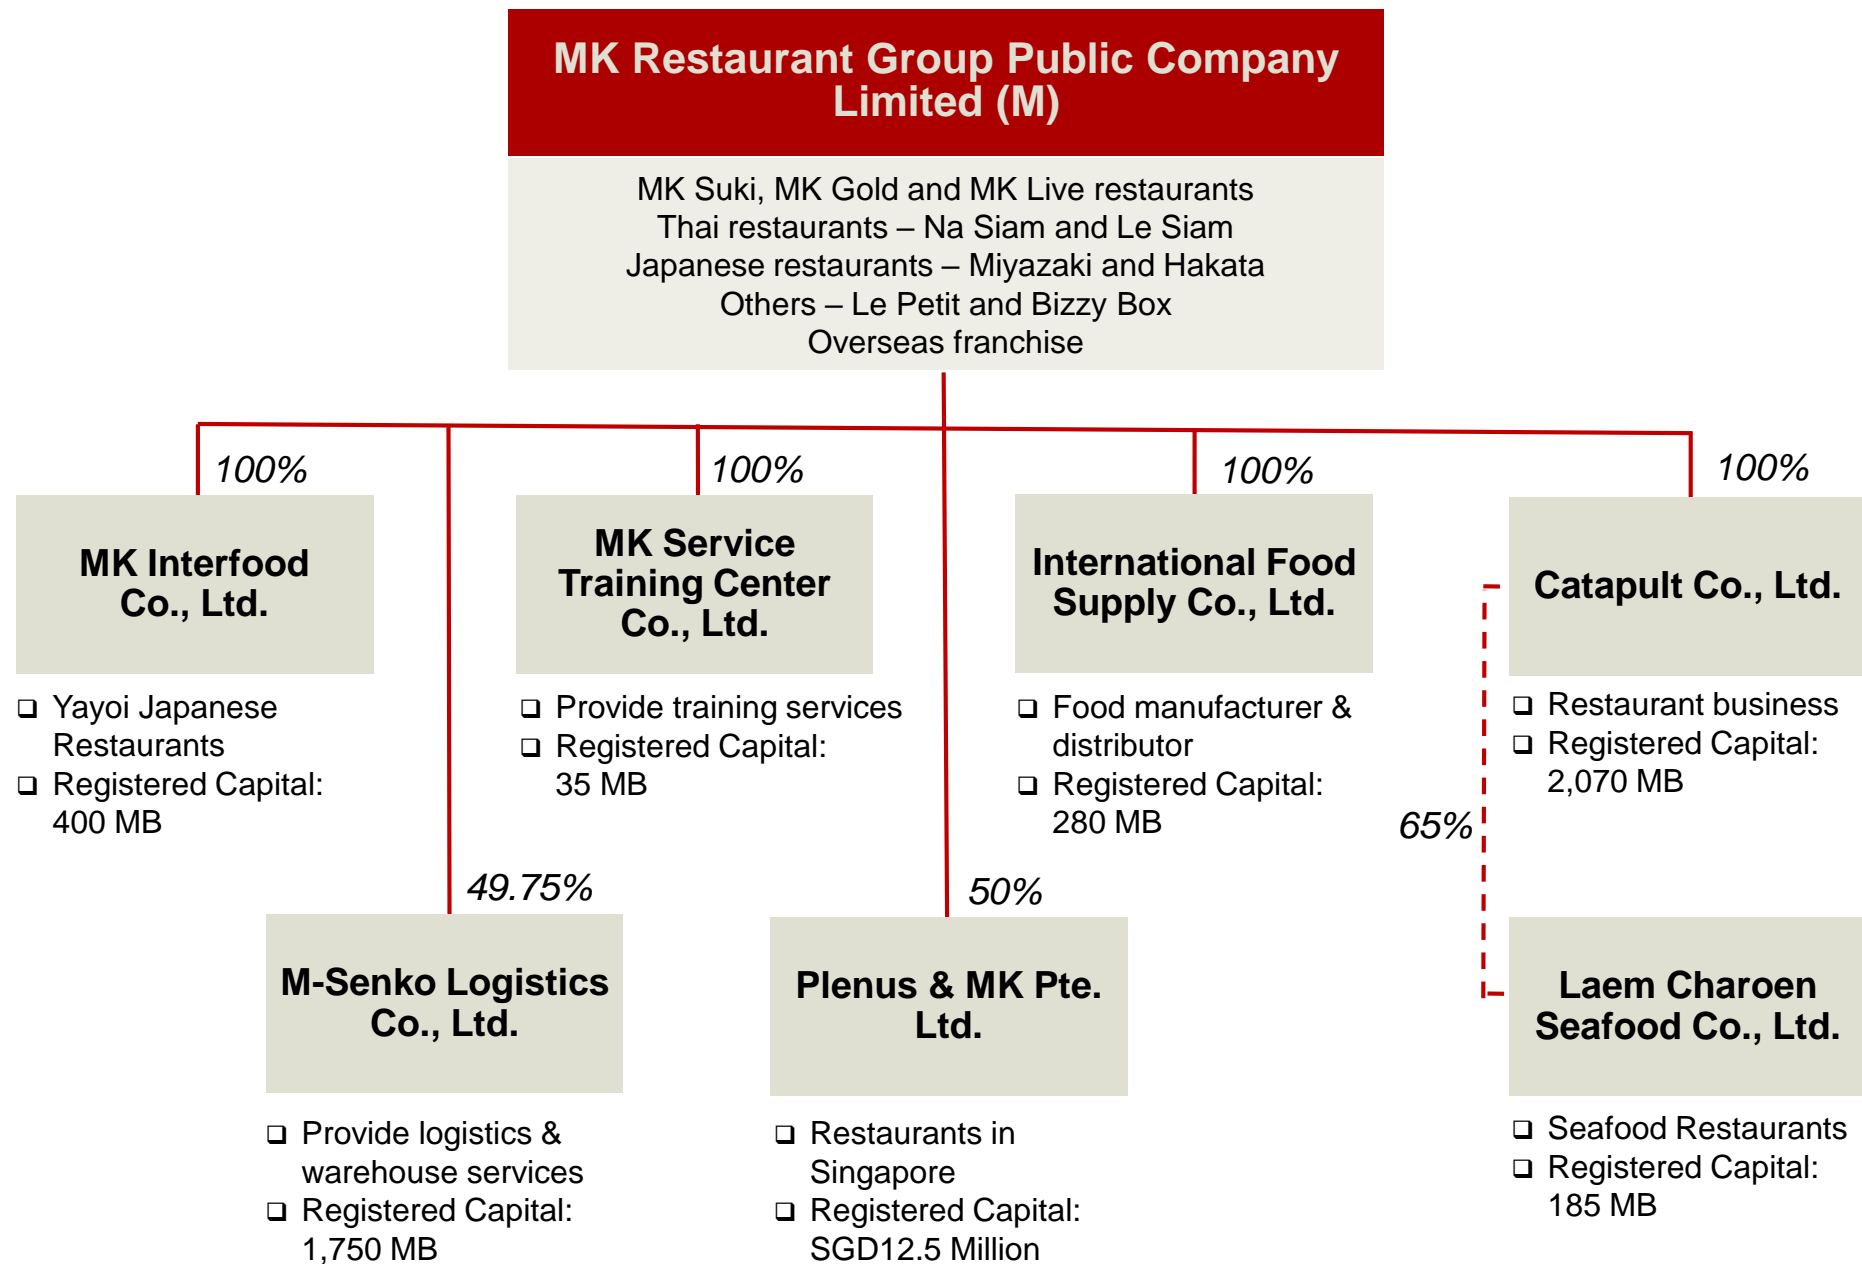 MK Restaurant Group Public Company
Limited (M)
MK Suki, MK Gold and MK Live restaurants
Thai restaurants – Na Siam and Le Siam
Japanese restaurants – Miyazaki and Hakata
Others – Le Petit and Bizzy Box
Overseas franchise
100%
MK Interfood
Co., Ltd.
❑ Yayoi Japanese
Restaurants
❑ Registered Capital:
400 MB
100%
MK Service
Training Center
Co., Ltd.
❑ Provide training services
❑ Registered Capital:
35 MB
100%
International Food
Supply Co., Ltd.
❑ Food manufacturer &
distributor
❑ Registered Capital:
280 MB
100%
Catapult Co., Ltd.
❑ Restaurant business
❑ Registered Capital:
2,070 MB
49.75%
M-Senko Logistics
Co., Ltd.
❑ Provide logistics &
warehouse services
❑ Registered Capital:
1,750 MB
50%
Plenus & MK Pte.
Ltd.
❑ Restaurants in
Singapore
❑ Registered Capital:
SGD12.5 Million
65%
Laem Charoen
Seafood Co., Ltd.
❑ Seafood Restaurants
❑ Registered Capital:
185 MB